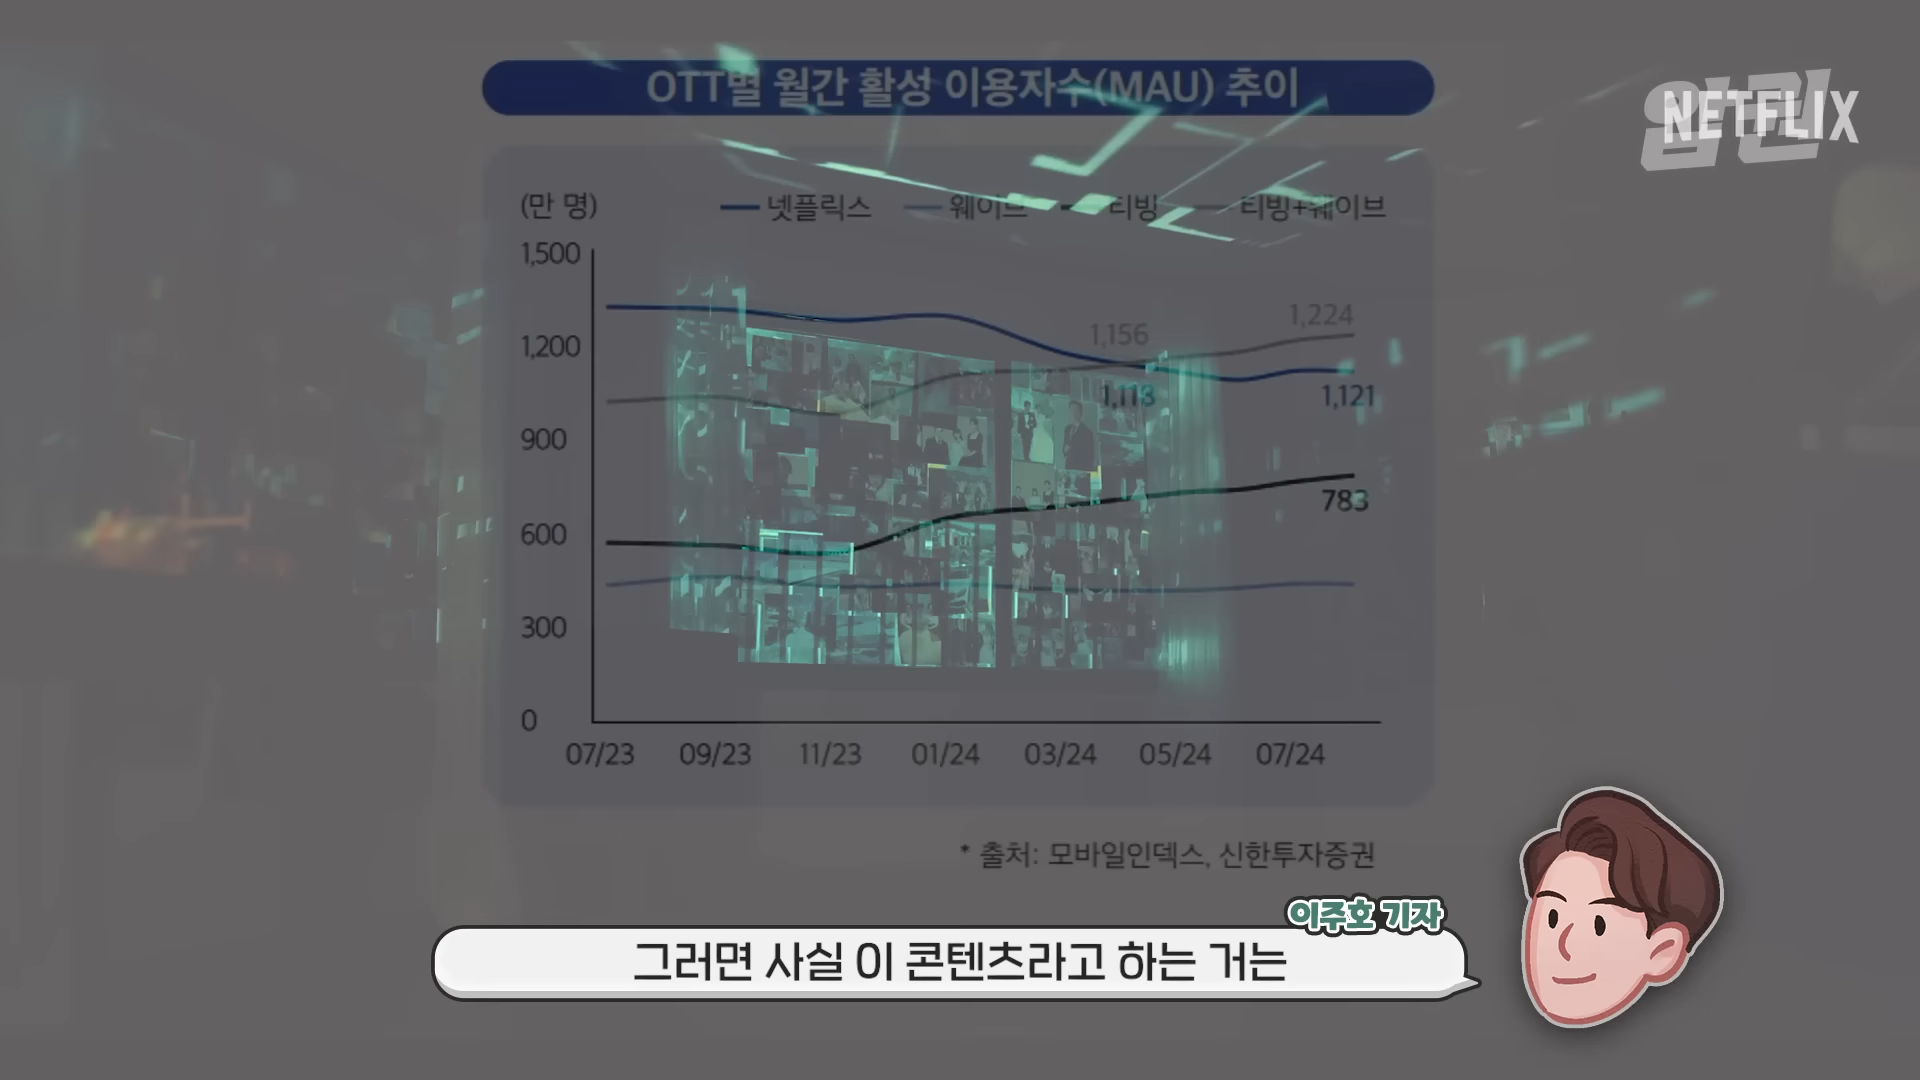 OTT별 월간 활성 이용자수(MAU) 추이
압권
NETFLIX
(만 명)
넷플릭스 웨이브 티빙 티빙+웨이브
1,500
1,200
900
600
300
0
1,156
1,224
1,113
1,121
783
07/23 09/23 11/23 01/24 03/24 05/24 07/24
* 출처: 모바일인덱스, 신한투자증권
이주호 기자
그러면 사실 이 콘텐츠라고 하는 거는